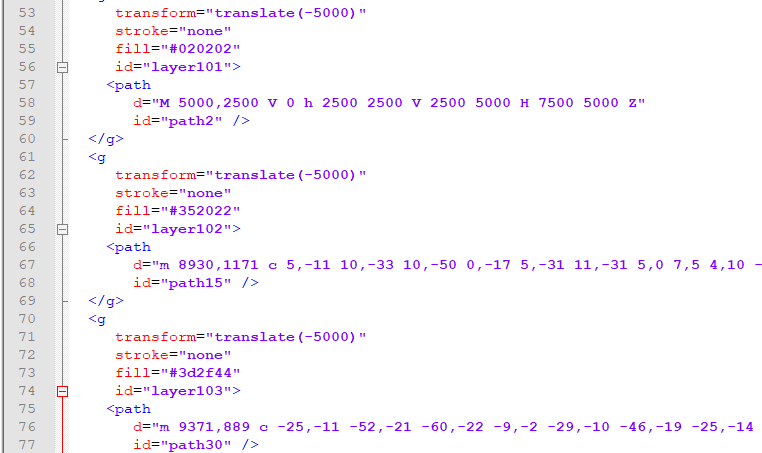 53 transform="translate(-5000)"
54 stroke="none"
55 fill="#020202"
56 id="layer101">
57 <path
58 d="M 5000,2500 V 0 h 2500 2500 V 2500 5000 H 7500 5000 Z"
59 id="path2" />
60 </g>
61 <g
62 transform="translate(-5000)"
63 stroke="none"
64 fill="#352022"
65 id="layer102">
66 <path
67 d="m 8930,1171 c 5,-11 10,-33 10,-50 0,-17 5,-31 11,-31 5,0 7,5 4,10 -
68 id="path15" />
69 </g>
70 <g
71 transform="translate(-5000)"
72 stroke="none"
73 fill="#3d2f44"
74 id="layer103">
75 <path
76 d="m 9371,889 c -25,-11 -52,-21 -60,-22 -9,-2 -29,-10 -46,-19 -25,-14
77 id="path30" />